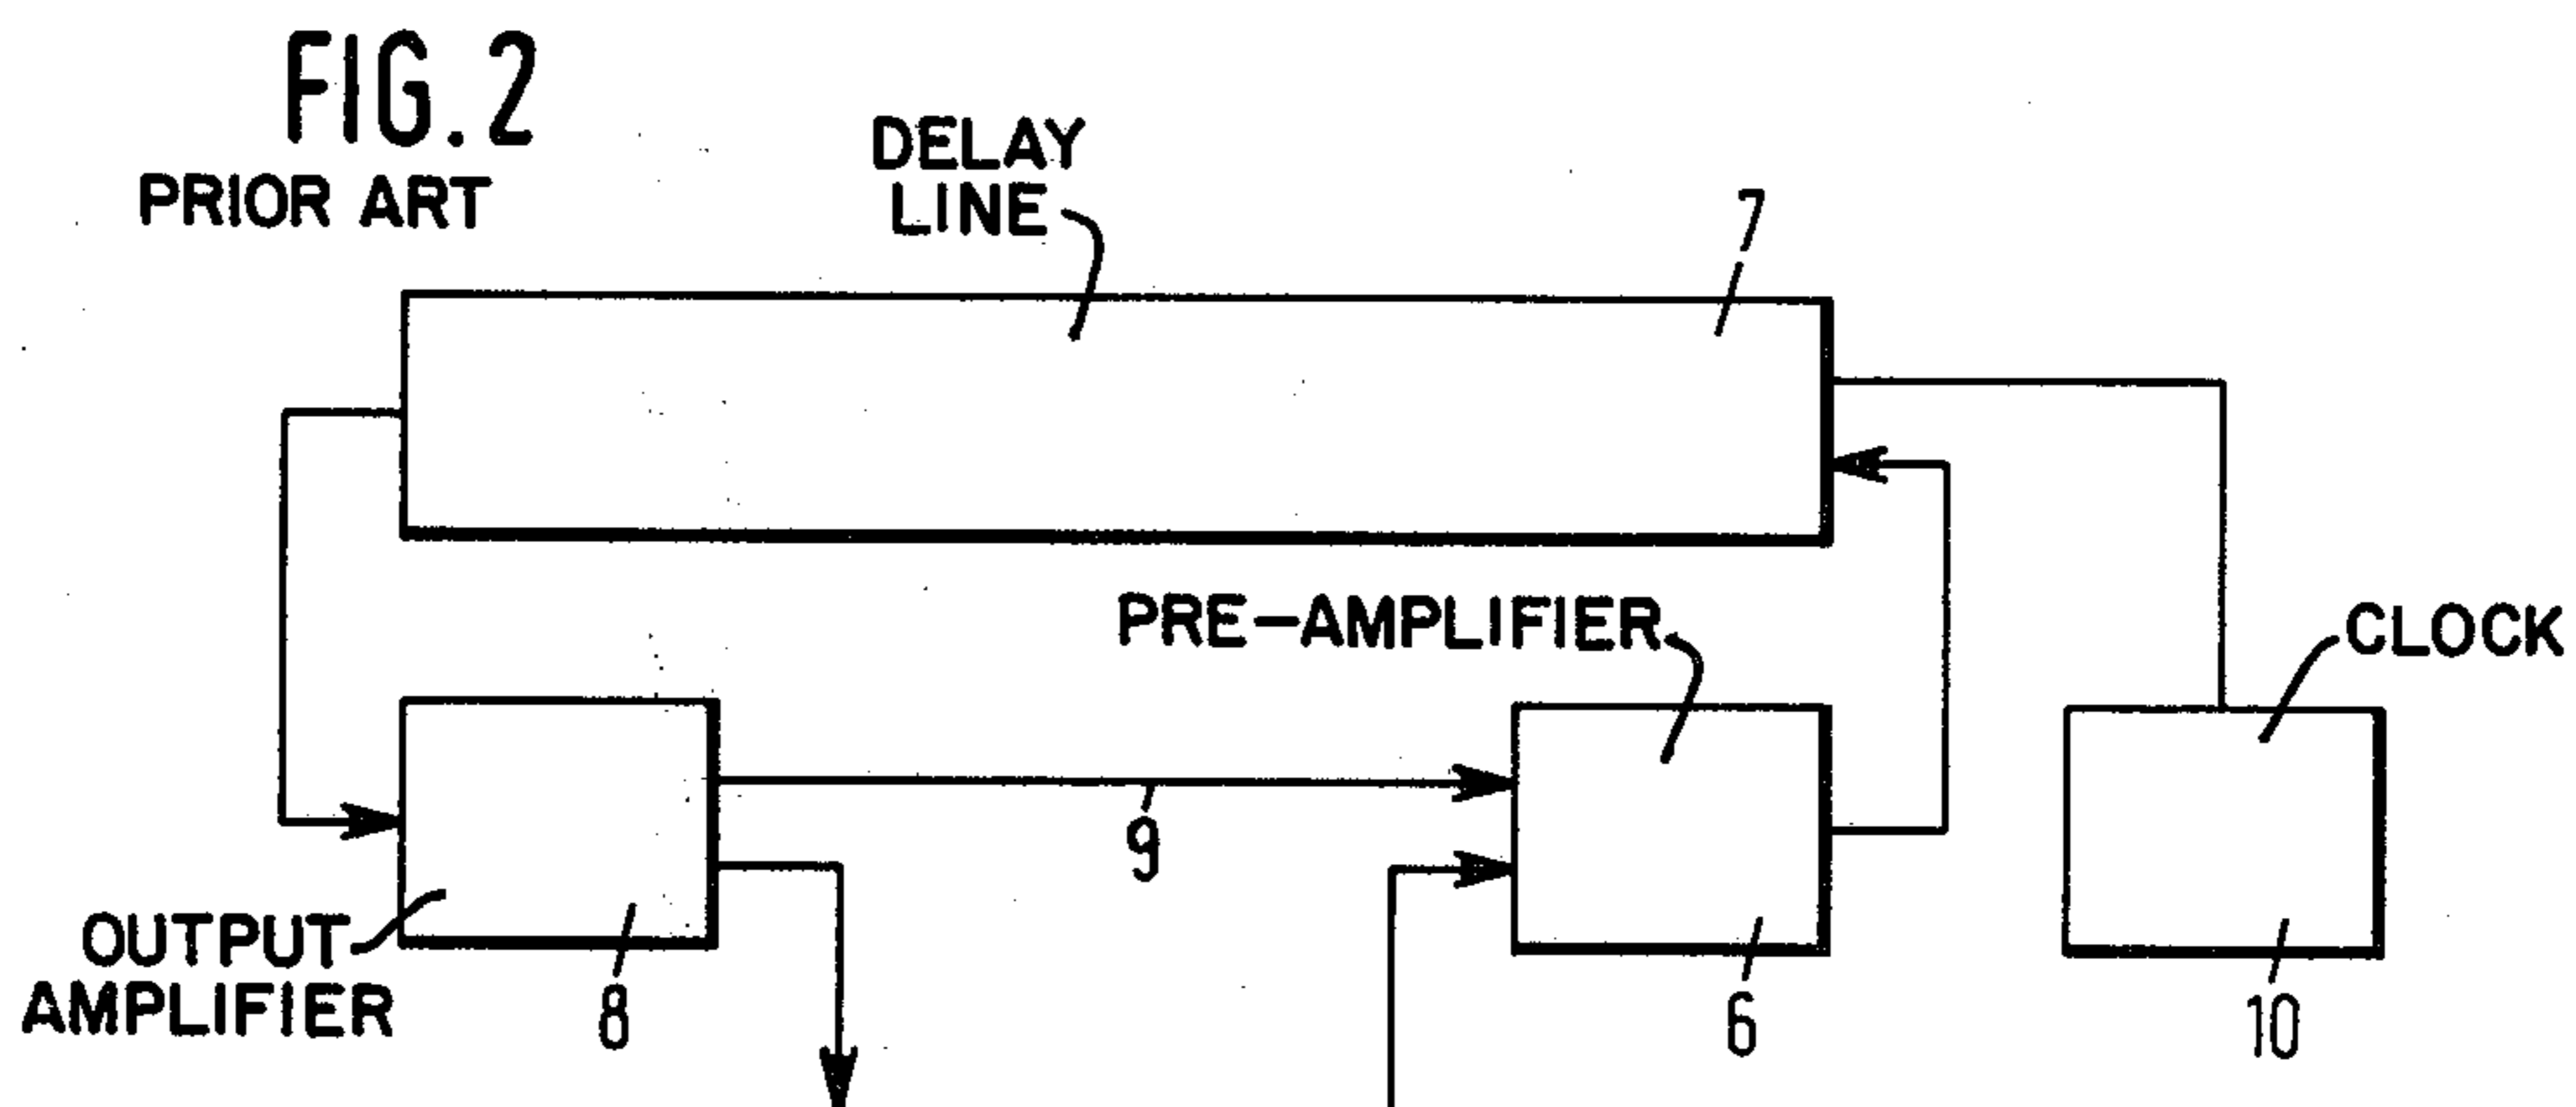 FIG.2
PRIOR ART
DELAY
LINE
7
PRE-AMPLIFIER
CLOCK
9
OUTPUT
AMPLIFIER
8
6
10